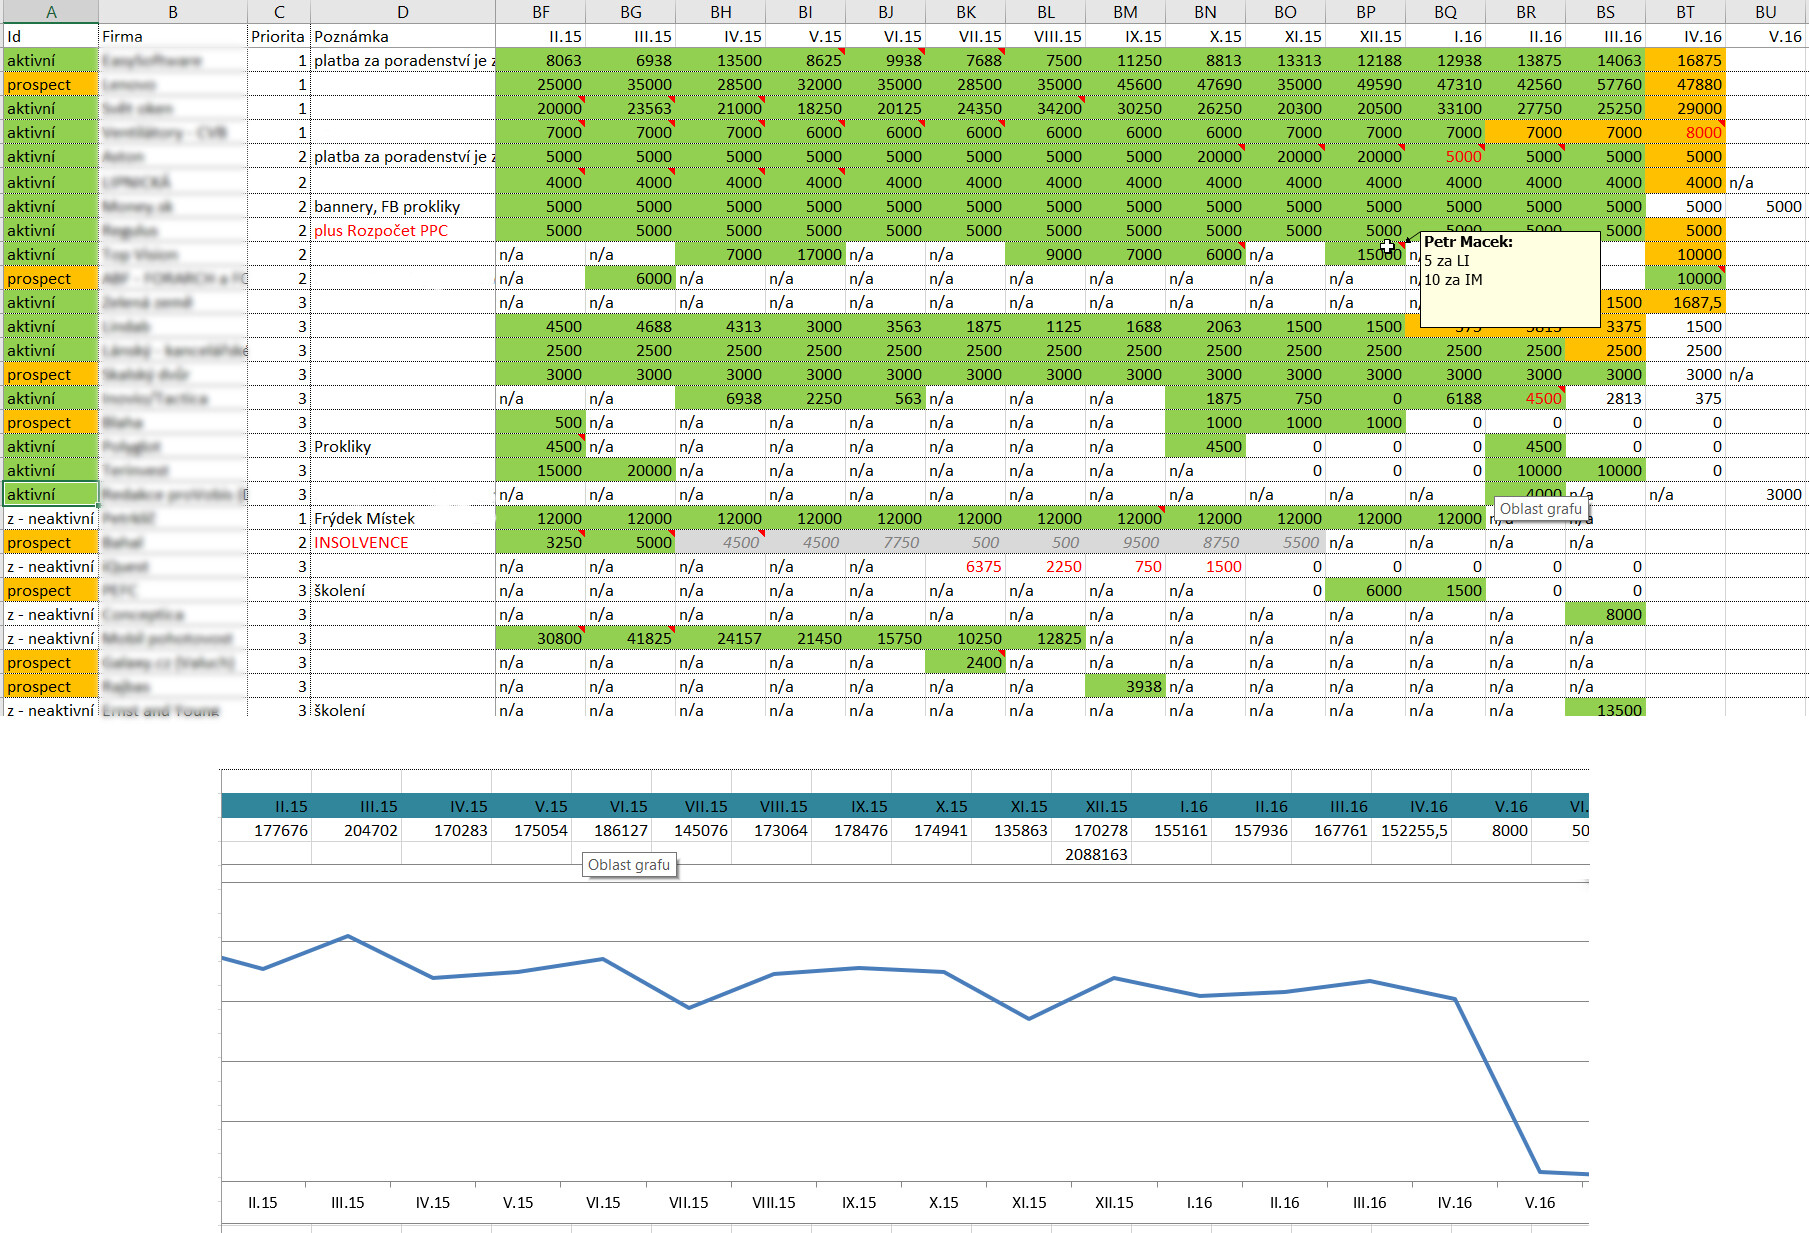 A B C D BF BG BH BI BJ BK BL BM BN BO BP BQ BR BS BT BU
Id Firma Priorita Poznámka II.15 III.15 IV.15 V.15 VI.15 VII.15 VIII.15 IX.15 X.15 XI.15 XII.15 I.16 II.16 III.16 IV.16 V.16
aktivní 1 platba za poradenství je z 8063 6938 13500 8625 9938 7688 7500 11250 8813 13313 12188 12938 13875 14063 16875
prospect 1 25000 35000 28500 32000 35000 28500 35000 45600 47690 35000 49590 47310 42560 57760 47880
aktivní 1 20000 23563 21000 18250 20125 24350 34200 30250 26250 20300 20500 33100 27750 25250 29000
aktivní 1 7000 7000 7000 6000 6000 6000 6000 6000 6000 7000 7000 7000 7000 7000 8000
aktivní 2 platba za poradenství je z 5000 5000 5000 5000 5000 5000 5000 5000 20000 20000 20000 5000 5000 5000 5000
aktivní 2 4000 4000 4000 4000 4000 4000 4000 4000 4000 4000 4000 4000 4000 4000 4000 n/a
aktivní 2 bannery, FB prokliky 5000 5000 5000 5000 5000 5000 5000 5000 5000 5000 5000 5000 5000 5000 5000 5000
aktivní 2 plus Rozpočet PPC 5000 5000 5000 5000 5000 5000 5000 5000 5000 5000 5000 5000 5000 5000 5000
aktivní 2 n/a n/a 7000 17000 n/a n/a 9000 7000 6000 n/a 15000 10000
Petr Macek:
5 za LI
10 za IM
prospect 2 n/a 6000 n/a n/a n/a n/a n/a n/a n/a n/a n/a 10000
aktivní 3 n/a n/a n/a n/a n/a n/a n/a n/a n/a n/a n/a 1500 1687,5
aktivní 3 4500 4688 4313 3000 3563 1875 1125 1688 2063 1500 1500 3375 1500
aktivní 3 2500 2500 2500 2500 2500 2500 2500 2500 2500 2500 2500 2500 2500 2500 2500
prospect 3 3000 3000 3000 3000 3000 3000 3000 3000 3000 3000 3000 3000 3000 3000 3000 n/a
aktivní 3 n/a n/a 6938 2250 563 n/a n/a n/a 1875 750 0 6188 4500 2813 375
prospect 3 500 n/a n/a n/a n/a n/a n/a n/a 1000 1000 1000 0 0 0 0
aktivní 3 Prokliky 4500 n/a n/a n/a n/a n/a n/a n/a 4500 0 0 0 4500 0 0
aktivní 3 15000 20000 n/a n/a n/a n/a n/a n/a n/a 0 0 0 10000 10000 0
aktivní 3 n/a n/a n/a n/a n/a n/a n/a n/a n/a n/a n/a n/a 4000 n/a n/a 3000
Oblast grafu
z - neaktivní 1 Frýdek Místek 12000 12000 12000 12000 12000 12000 12000 12000 12000 12000 12000 12000 n/a n/a
prospect 2 INSOLVENCE 3250 5000 4500 4500 7750 500 500 9500 8750 5500 n/a n/a n/a n/a
z - neaktivní 3 n/a n/a n/a n/a n/a 6375 2250 750 1500 0 0 0 0 0
prospect 3 školení n/a n/a n/a n/a n/a n/a n/a n/a n/a 0 6000 1500 0 0
z - neaktivní 3 n/a n/a n/a n/a n/a n/a n/a n/a n/a n/a n/a n/a n/a 8000
z - neaktivní 3 30800 41825 24157 21450 15750 10250 12825 n/a n/a n/a n/a n/a n/a n/a
prospect 3 n/a n/a n/a n/a n/a 2400 n/a n/a n/a n/a n/a n/a n/a n/a
prospect 3 n/a n/a n/a n/a n/a n/a n/a 3938 n/a n/a n/a n/a n/a n/a
z - neaktivní 3 školení n/a n/a n/a n/a n/a n/a n/a n/a n/a n/a n/a n/a n/a 13500
II.15 III.15 IV.15 V.15 VI.15 VII.15 VIII.15 IX.15 X.15 XI.15 XII.15 I.16 II.16 III.16 IV.16 V.16 VI.
177676 204702 170283 175054 186127 145076 173064 178476 174941 135863 170278 155161 157936 167761 152255,5 8000 50
2088163
Oblast grafu
II.15 III.15 IV.15 V.15 VI.15 VII.15 VIII.15 IX.15 X.15 XI.15 XII.15 I.16 II.16 III.16 IV.16 V.16